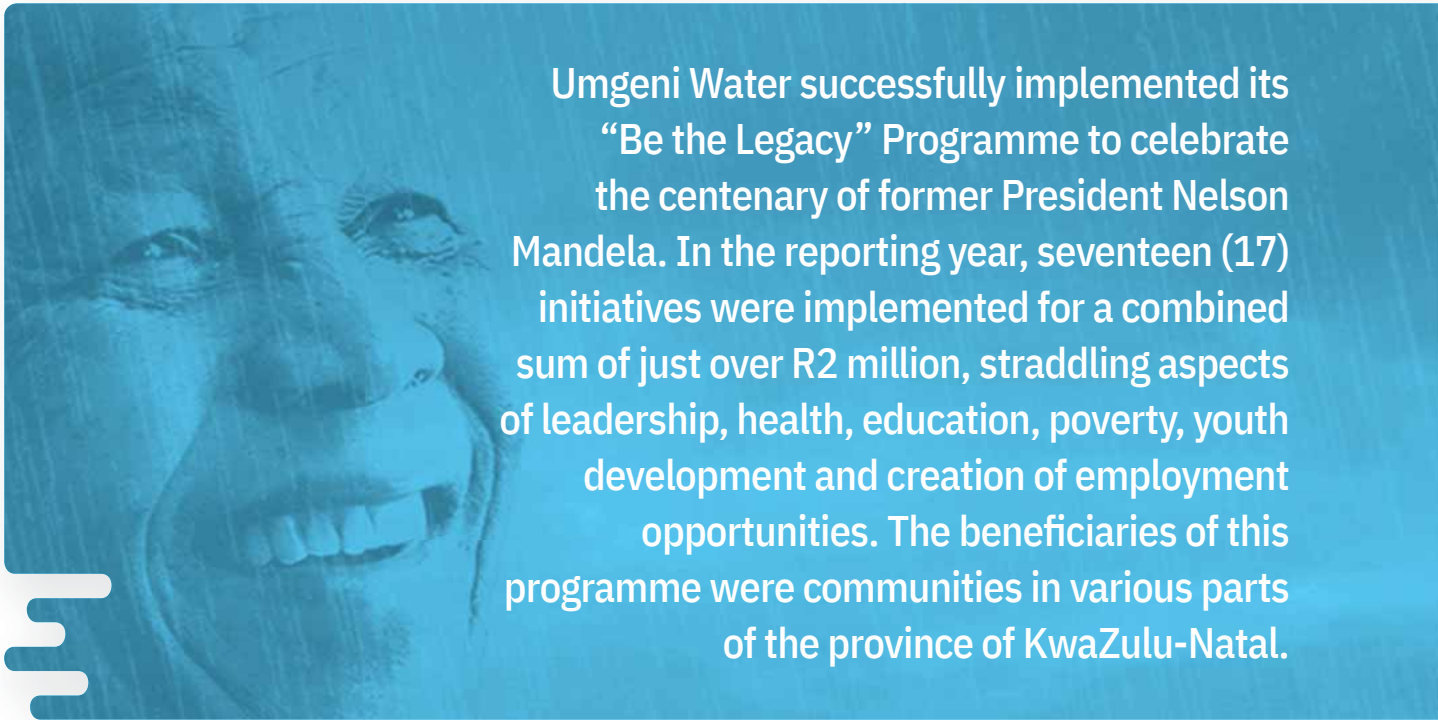 Umgeni Water successfully implemented its
“Be the Legacy” Programme to celebrate
the centenary of former President Nelson
Mandela. In the reporting year, seventeen (17)
initiatives were implemented for a combined
sum of just over R2 million, straddling aspects
of leadership, health, education, poverty, youth
development and creation of employment
opportunities. The beneficiaries of this
programme were communities in various parts
of the province of KwaZulu-Natal.